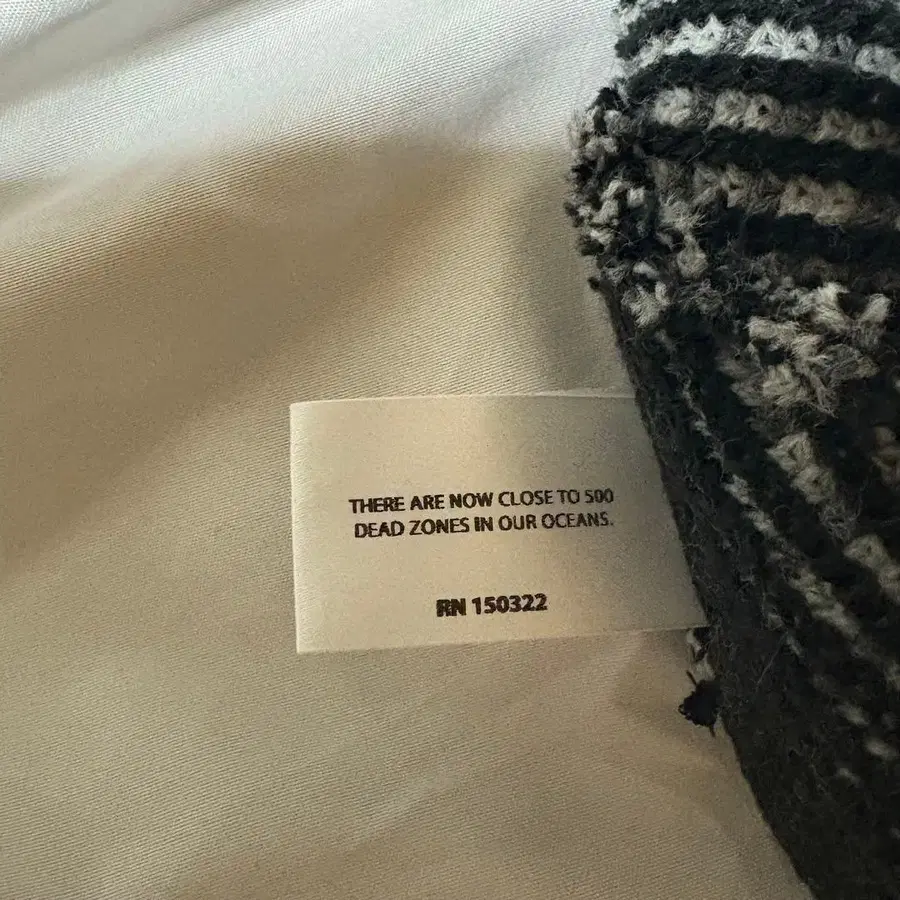 THERE ARE NOW CLOSE TO 500
DEAD ZONES IN OUR OCEANS.
RN 150322